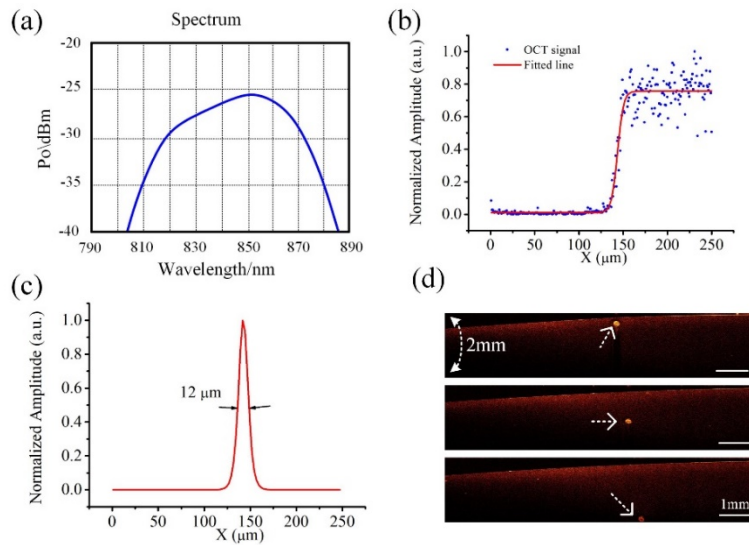 (a)
Spectrum
-20
-25
-30
-35
-40
Po\dBm
790 810 830 850 870 890
Wavelength/nm
(b)
OCT signal
Fitted line
1.0
0.8
0.6
0.4
0.2
0.0
Normalized Amplitude (a.u.)
0 50 100 150 200 250
X (μm)
(c)
1.0
0.8
0.6
0.4
0.2
0.0
Normalized Amplitude (a.u.)
12 μm
0 50 100 150 200 250
X (μm)
(d)
2mm
1mm